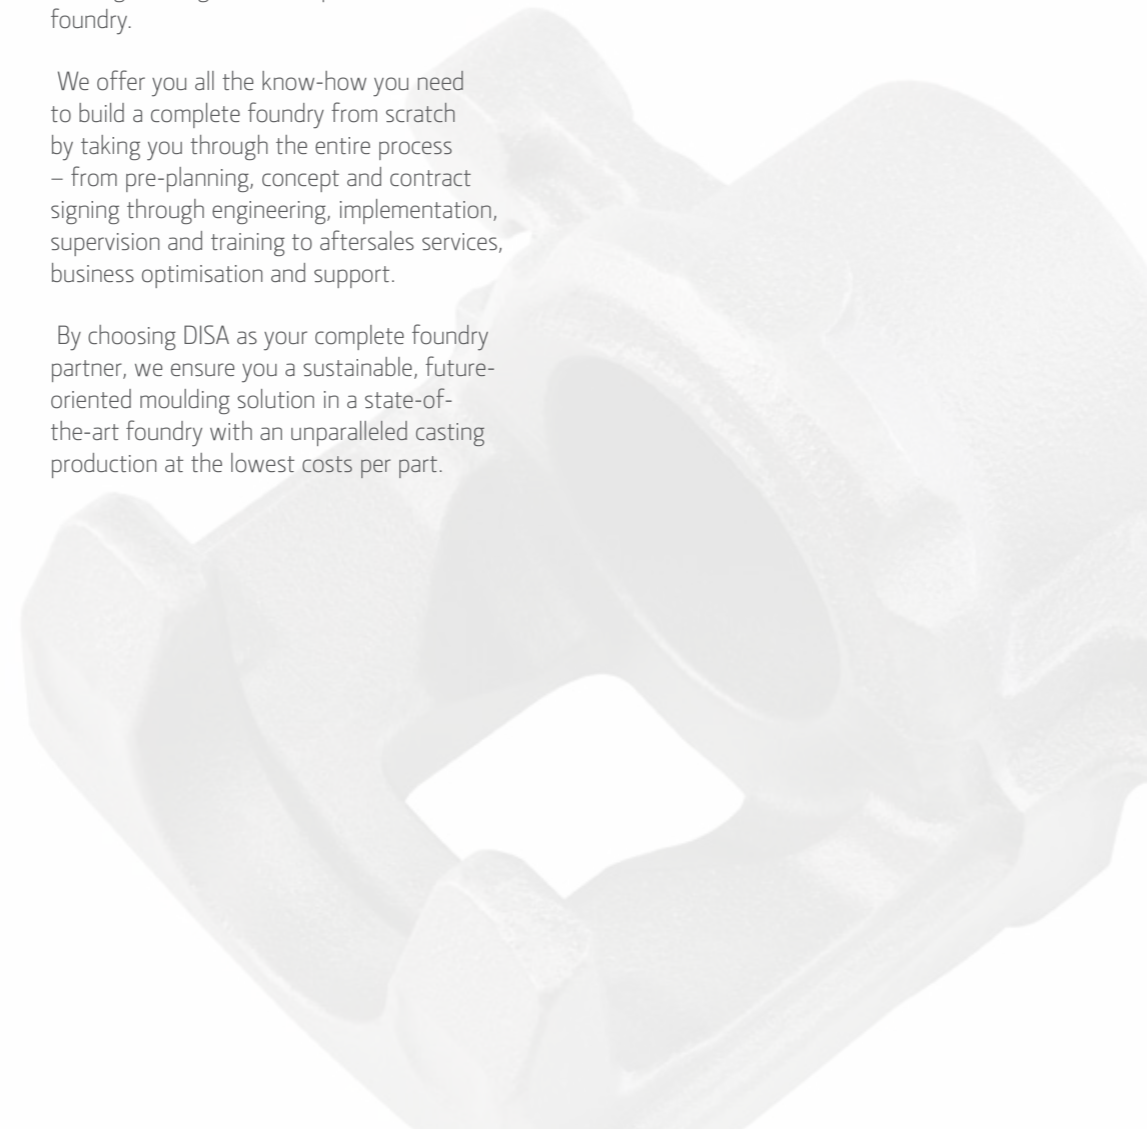 foundry.
We offer you all the know-how you need
to build a complete foundry from scratch
by taking you through the entire process
– from pre-planning, concept and contract
signing through engineering, implementation,
supervision and training to aftersales services,
business optimisation and support.
By choosing DISA as your complete foundry
partner, we ensure you a sustainable, future-
oriented moulding solution in a state-of-
the-art foundry with an unparalleled casting
production at the lowest costs per part.